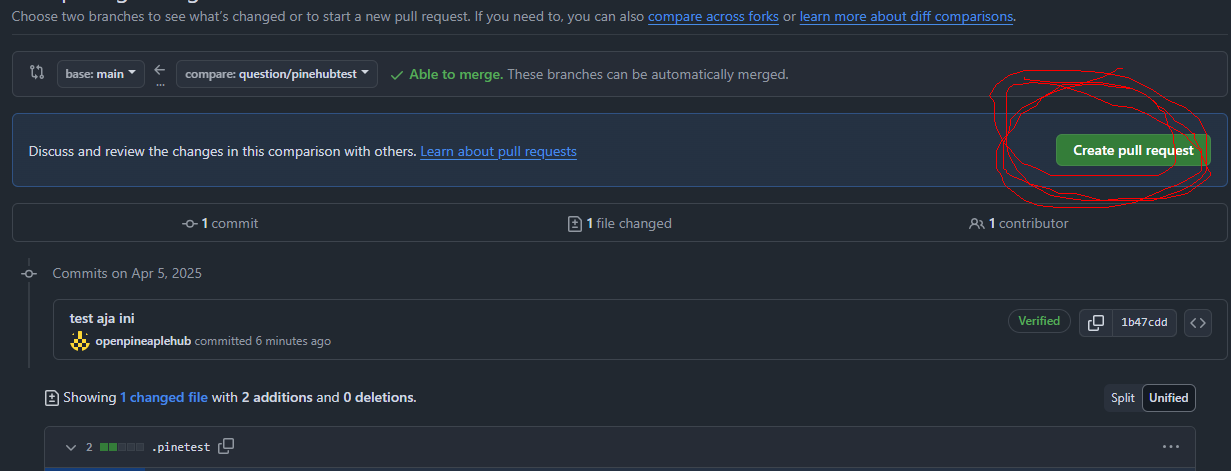 Choose two branches to see what's changed or to start a new pull request. If you need to, you can also compare across forks or learn more about diff comparisons.
base: main compare: question/pinehubtest Able to merge. These branches can be automatically merged.
...
Discuss and review the changes in this comparison with others. Learn about pull requests Create pull request
1 commit 1 file changed 1 contributor
Commits on Apr 5, 2025
test aja ini
openpineaplehub committed 6 minutes ago Verified 1b47cdd
Showing 1 changed file with 2 additions and 0 deletions. Split Unified
2 .pinetest